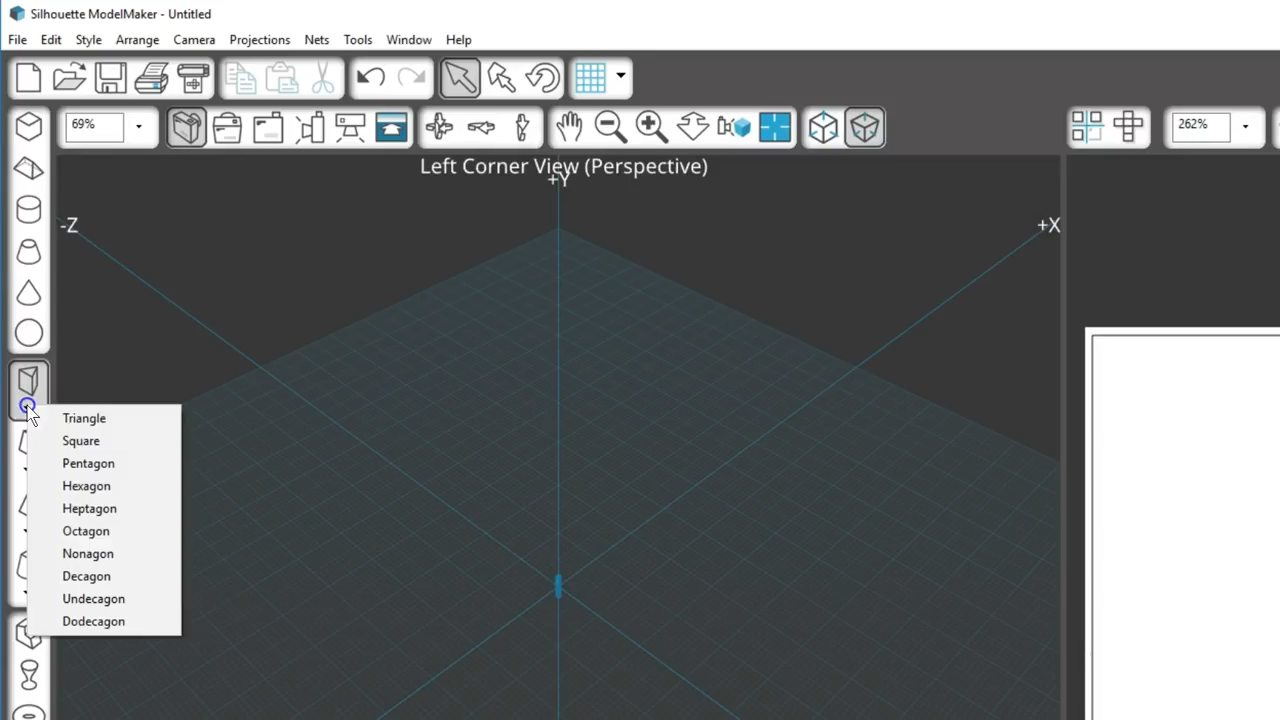 Silhouette ModelMaker - Untitled
File Edit Style Arrange Camera Projections Nets Tools Window Help
69%
262%
Left Corner View (Perspective)
+Y
-Z
+X
Triangle
Square
Pentagon
Hexagon
Heptagon
Octagon
Nonagon
Decagon
Undecagon
Dodecagon